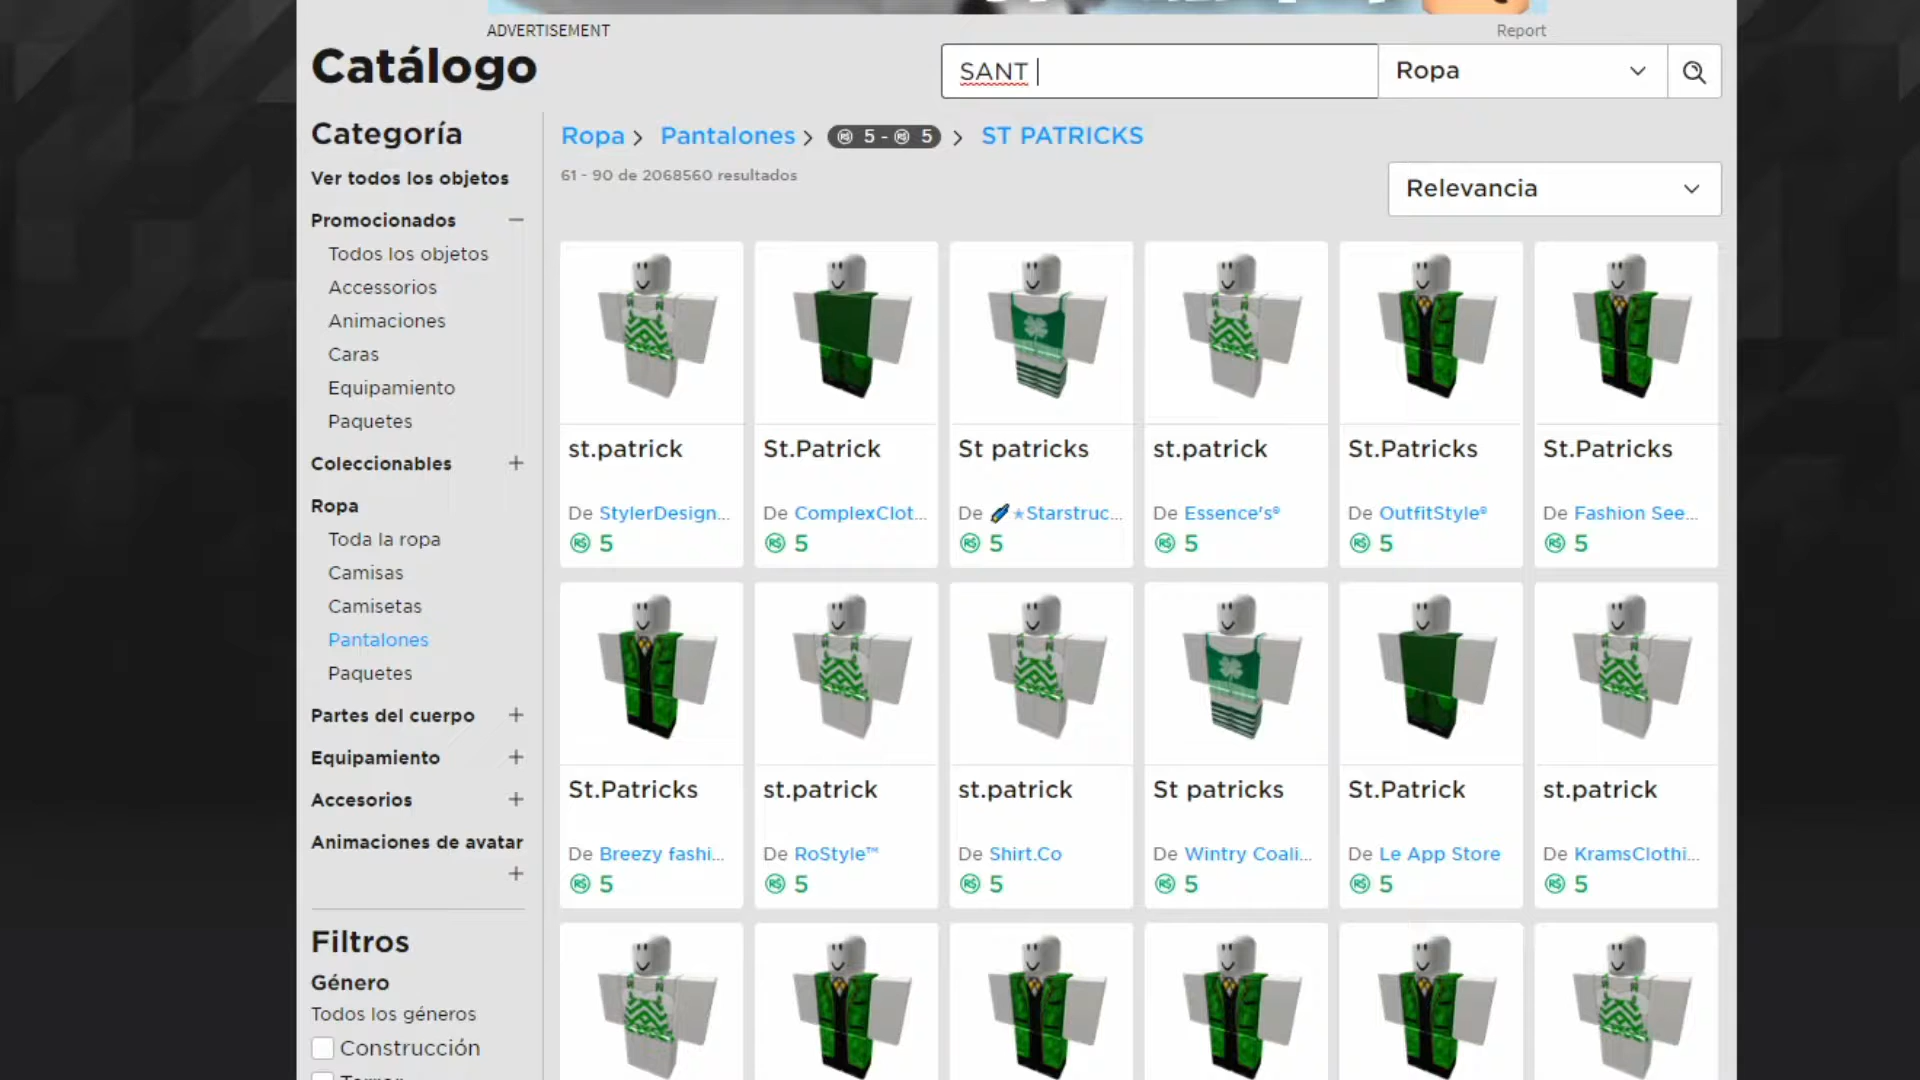 ADVERTISEMENT
Report
Catálogo
SANT
Ropa
Categoría
Ver todos los objetos
Promocionados
Todos los objetos
Accessorios
Animaciones
Caras
Equipamiento
Paquetes
Coleccionables
Ropa
Toda la ropa
Camisas
Camisetas
Pantalones
Paquetes
Partes del cuerpo
Equipamiento
Accesorios
Animaciones de avatar
Filtros
Género
Todos los géneros
Construcción
Ropa > Pantalones > 5 - 5 > ST PATRICKS
61 - 90 de 2068560 resultados
Relevancia
st.patrick
De StylerDesign...
5
St.Patrick
De ComplexClot...
5
St patricks
De ⭑Starstruc...
5
st.patrick
De Essence's®
5
St.Patricks
De OutfitStyle®
5
St.Patricks
De Fashion See...
5
St.Patricks
De Breezy fashi...
5
st.patrick
De RoStyle™
5
st.patrick
De Shirt.Co
5
St patricks
De Wintry Coali...
5
St.Patrick
De Le App Store
5
st.patrick
De KramsClothi...
5